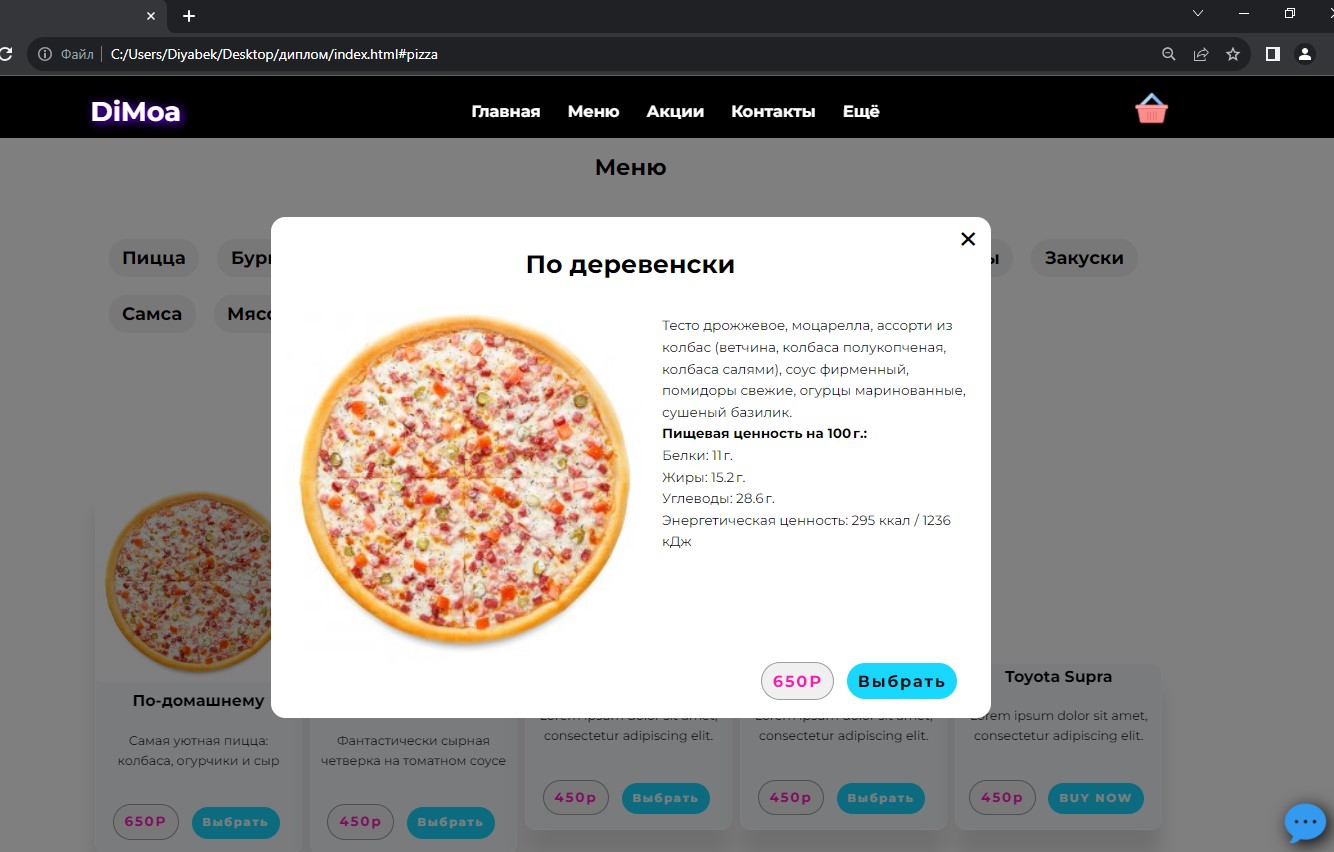 Файл
C:/Users/Diyabek/Desktop/диплом/index.html#pizza
DiMoa
Главная Меню Акции Контакты Ещё
Меню
Пицца
Закуски
Самса
По деревенски
Тесто дрожжевое, моцарелла, ассорти из
колбас (ветчина, колбаса полукопченая,
колбаса салями), соус фирменный,
помидоры свежие, огурцы маринованные,
сушеный базилик.
Пищевая ценность на 100 г.:
Белки: 11 г.
Жиры: 15.2 г.
Углеводы: 28.6 г.
Энергетическая ценность: 295 ккал / 1236
кДж
650Р Выбрать
По-домашнему
Самая уютная пицца:
колбаса, огурчики и сыр
650Р Выбрать
Фантастически сырная
четверка на томатном соусе
450р Выбрать
Lorem ipsum dolor sit amet,
consectetur adipiscing elit.
450р Выбрать
Lorem ipsum dolor sit amet,
consectetur adipiscing elit.
450р Выбрать
Toyota Supra
Lorem ipsum dolor sit amet,
consectetur adipiscing elit.
450р BUY NOW